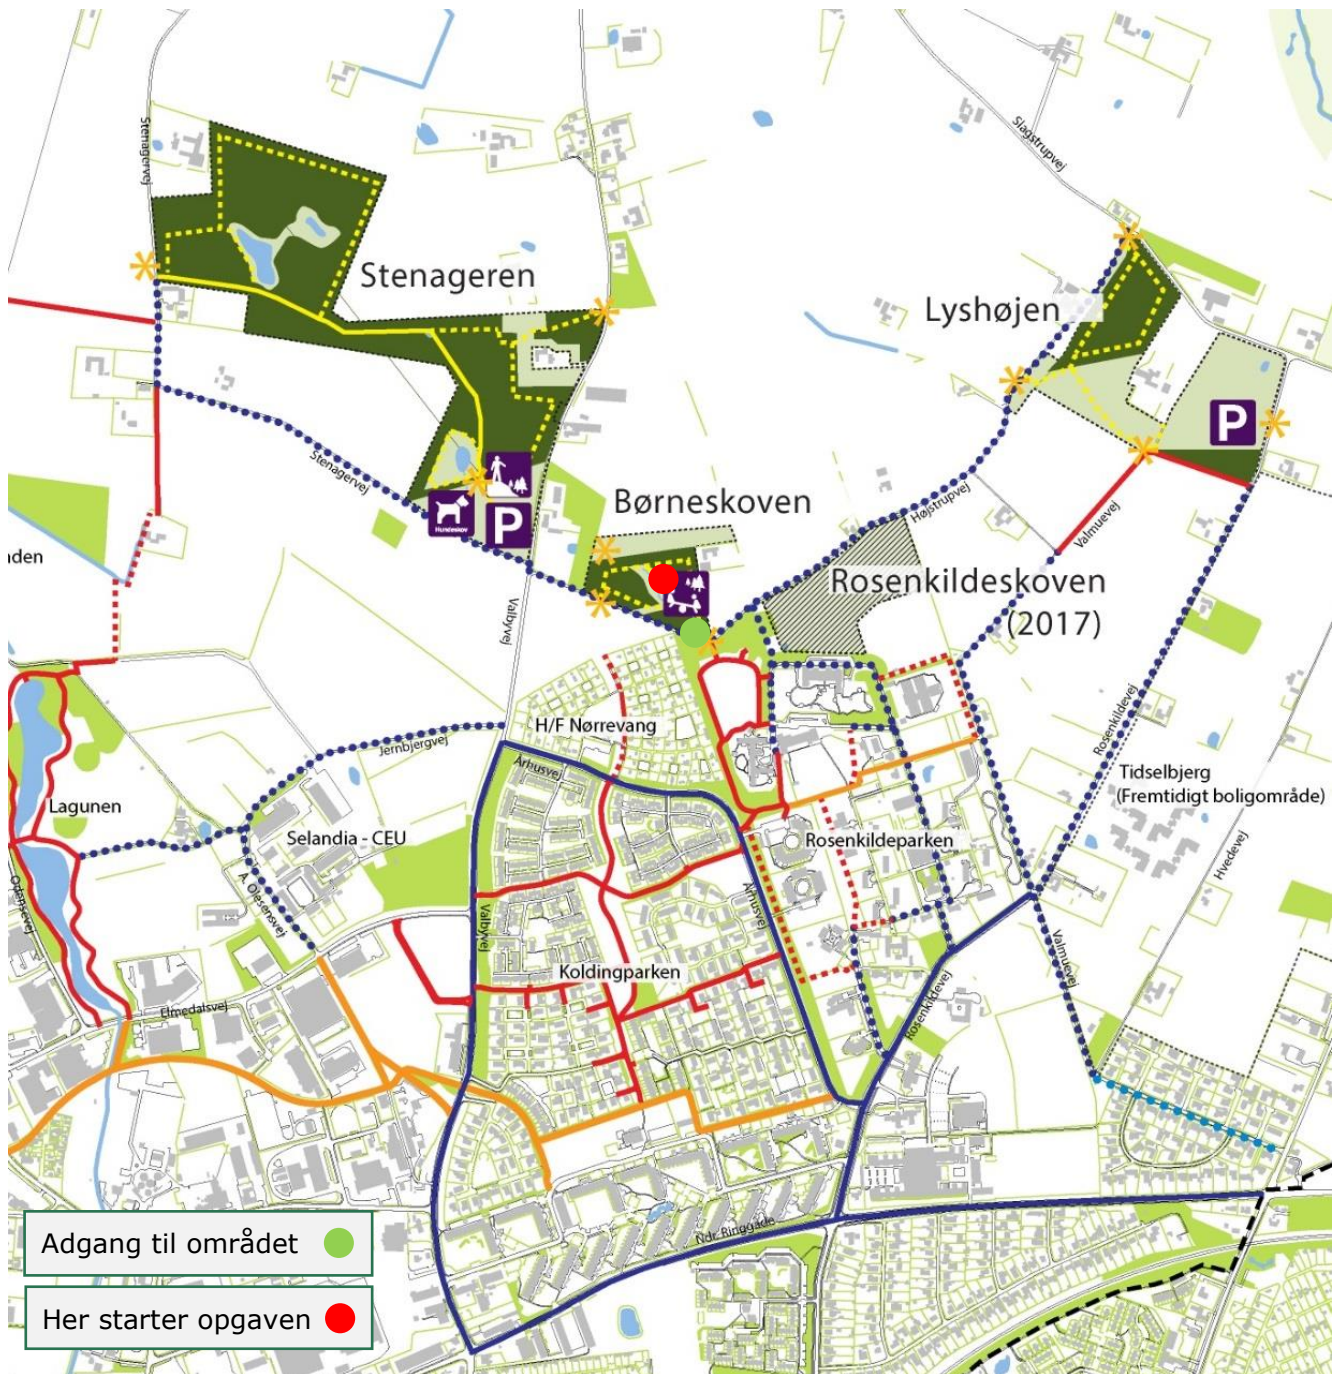 Stenagervej
Slagstrupvej
Stenageren
Lyshøjen
P
Stenagervej
Hundeskov
P
Børneskoven
Højstrupvej
Valmuevej
Rosenkildeskoven
(2017)
Valbyvej
H/F Nørrevang
Jernbjergvej
Århusvej
Rosenkildevej
Tidselbjerg
(Fremtidigt boligområde)
Hvedevej
Lagunen
Selandia - CEU
Rosenkildeparken
A. Olesensvej
Odensevej
Valbyvej
Århusvej
Koldingparken
Valmuevej
Rosenkildevej
Elmedalsvej
Ndr. Ringgade
Adgang til området
Her starter opgaven